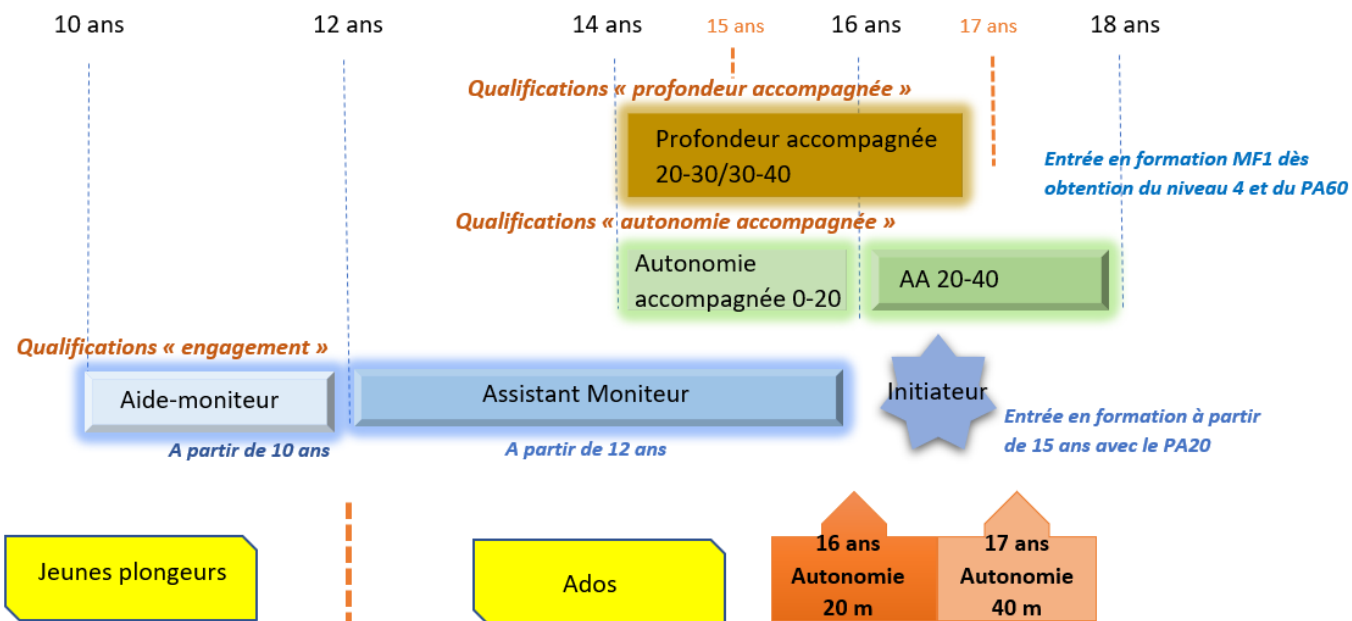 10 ans 12 ans 14 ans 15 ans 16 ans 17 ans 18 ans
Qualifications « profondeur accompagnée »
Profondeur accompagnée
20-30/30-40
Entrée en formation MF1 dès
obtention du niveau 4 et du PA60
Qualifications « autonomie accompagnée »
Autonomie
accompagnée 0-20
AA 20-40
Qualifications « engagement »
Aide-moniteur
Assistant Moniteur
Initiateur
A partir de 10 ans
A partir de 12 ans
Entrée en formation à partir
de 15 ans avec le PA20
Jeunes plongeurs
Ados
16 ans
Autonomie
20 m
17 ans
Autonomie
40 m